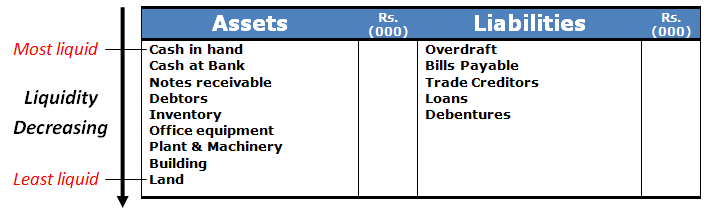 Assets Rs. (000) Liabilities Rs. (000)
Most liquid Cash in hand Overdraft
Cash at Bank Bills Payable
Notes receivable Trade Creditors
Liquidity Debtors Loans
Inventory Debentures
Decreasing Office equipment
Plant & Machinery
Building
Least liquid Land